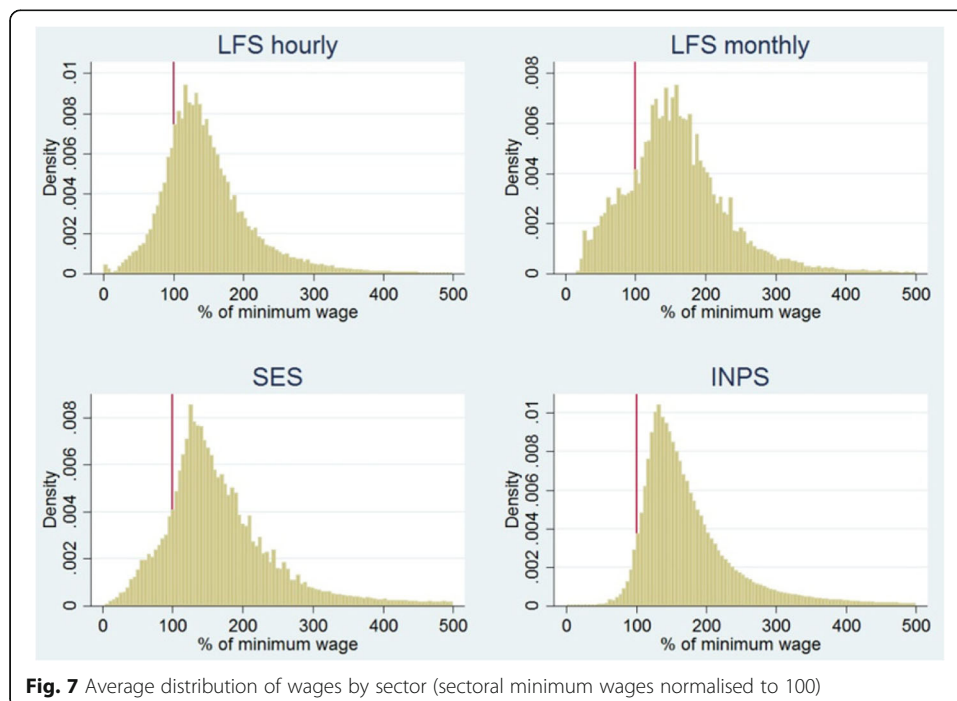 LFS hourly
Density
0 .002 .004 .006 .008 .01
0 100 200 300 400 500
% of minimum wage
LFS monthly
Density
0 .002 .004 .006 .008
0 100 200 300 400 500
% of minimum wage
SES
Density
0 .002 .004 .006 .008
0 100 200 300 400 500
% of minimum wage
INPS
Density
0 .002 .004 .006 .008 .01
0 100 200 300 400 500
% of minimum wage
Fig. 7 Average distribution of wages by sector (sectoral minimum wages normalised to 100)